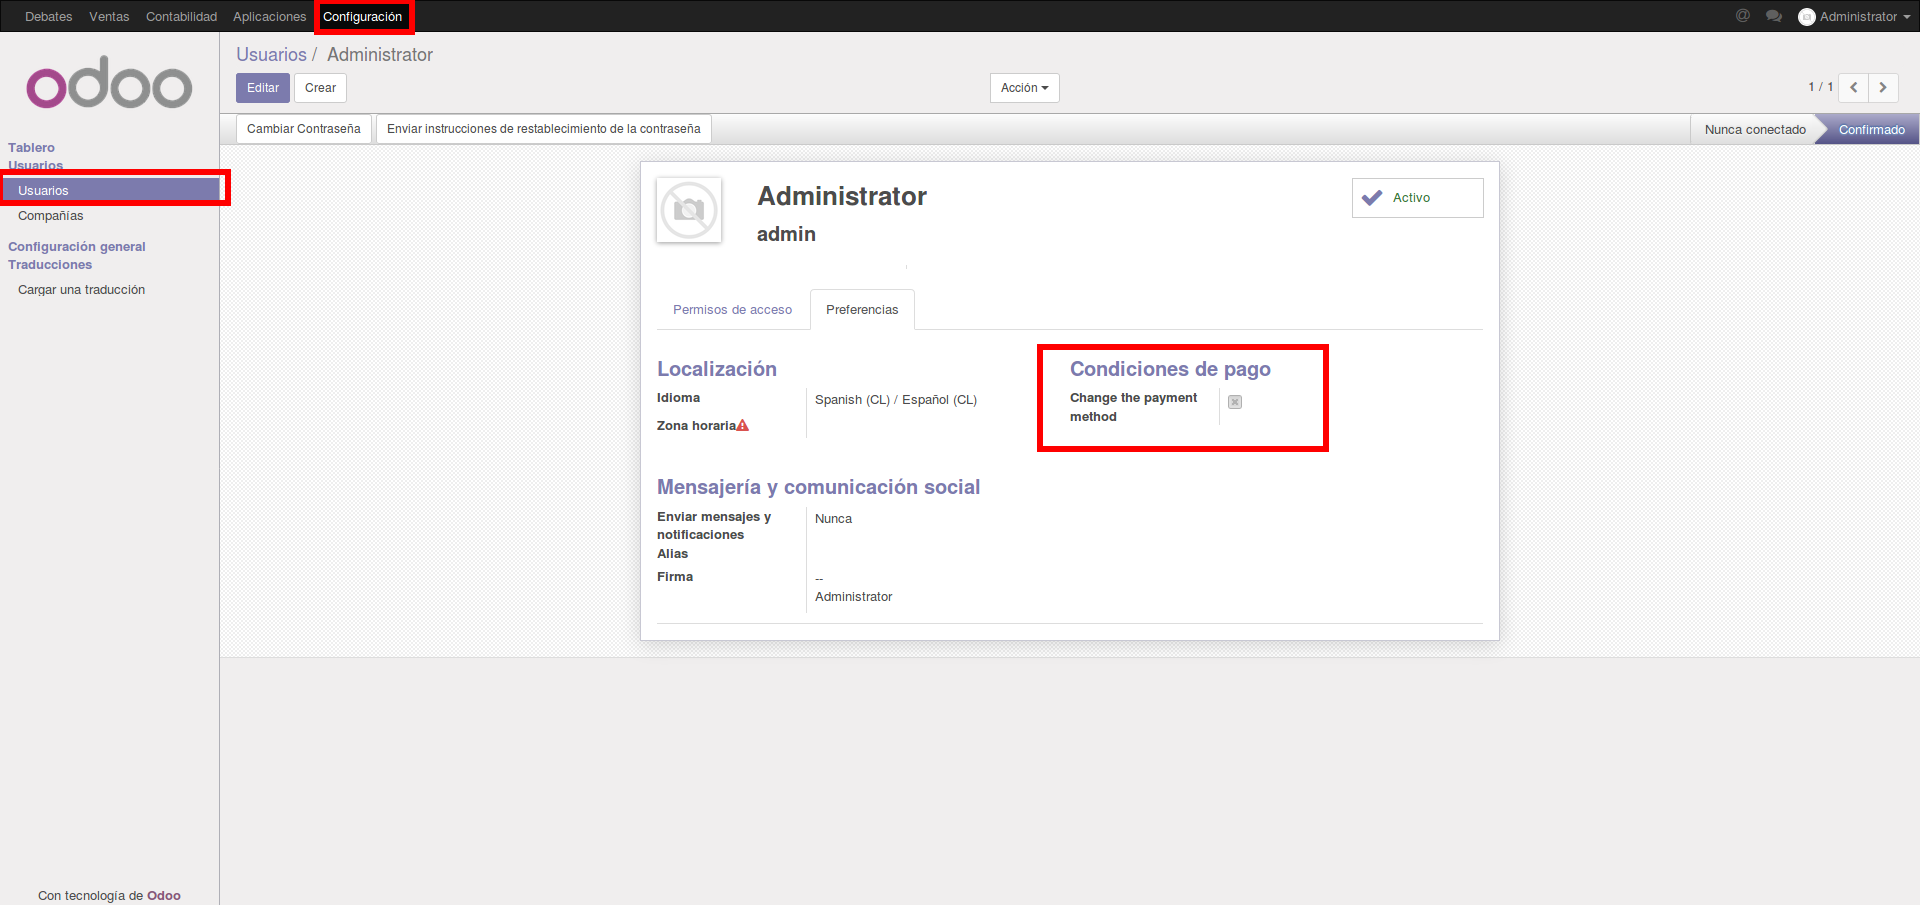 Debates Ventas Contabilidad Aplicaciones Configuración @ Administrator
odoo
Usuarios / Administrator
Editar Crear Acción 1 / 1
Cambiar Contraseña Enviar instrucciones de restablecimiento de la contraseña Nunca conectado Confirmado
Tablero
Usuarios
Usuarios
Compañías
Configuración general
Traducciones
Cargar una traducción
Administrator
admin
Activo
Permisos de acceso Preferencias
Localización
Idioma Spanish (CL) / Español (CL)
Zona horaria
Condiciones de pago
Change the payment
method
Mensajería y comunicación social
Enviar mensajes y Nunca
notificaciones
Alias
Firma --
Administrator
Con tecnología de Odoo